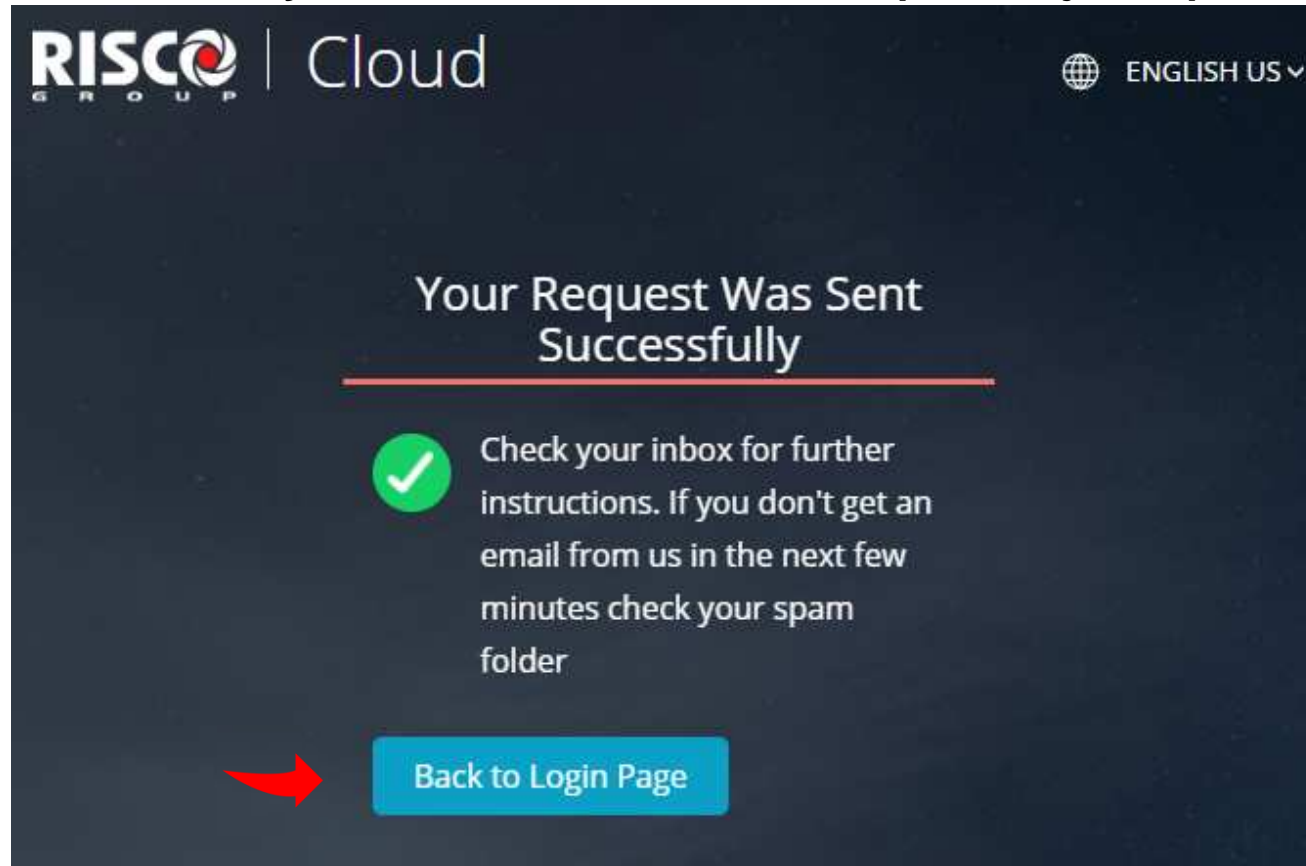 RISCO
GROUP
Cloud
ENGLISH US
Your Request Was Sent
Successfully
Check your inbox for further
instructions. If you don't get an
email from us in the next few
minutes check your spam
folder
Back to Login Page